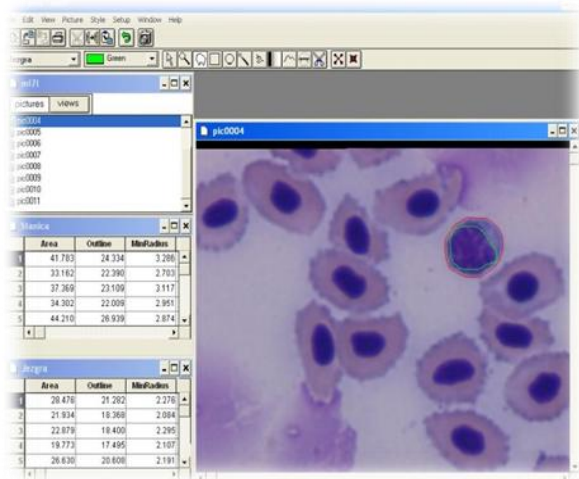 Edit View Picture Style Setup Window Help
Jezgra Green
ml71
pictures views
pic0004
pic0005
pic0006
pic0007
pic0008
pic0009
pic0010
pic0011
pic0004
Stanica
Area Outline MinRadius
1 41.783 24.334 3.286
2 33.162 22.390 2.703
3 37.369 23.109 3.117
4 34.302 22.009 2.951
5 44.210 26.939 2.874
Jezgra
Area Outline MinRadius
1 28.478 21.282 2.276
2 21.934 18.368 2.084
3 22.879 18.400 2.295
4 19.773 17.495 2.107
5 26.630 20.608 2.191